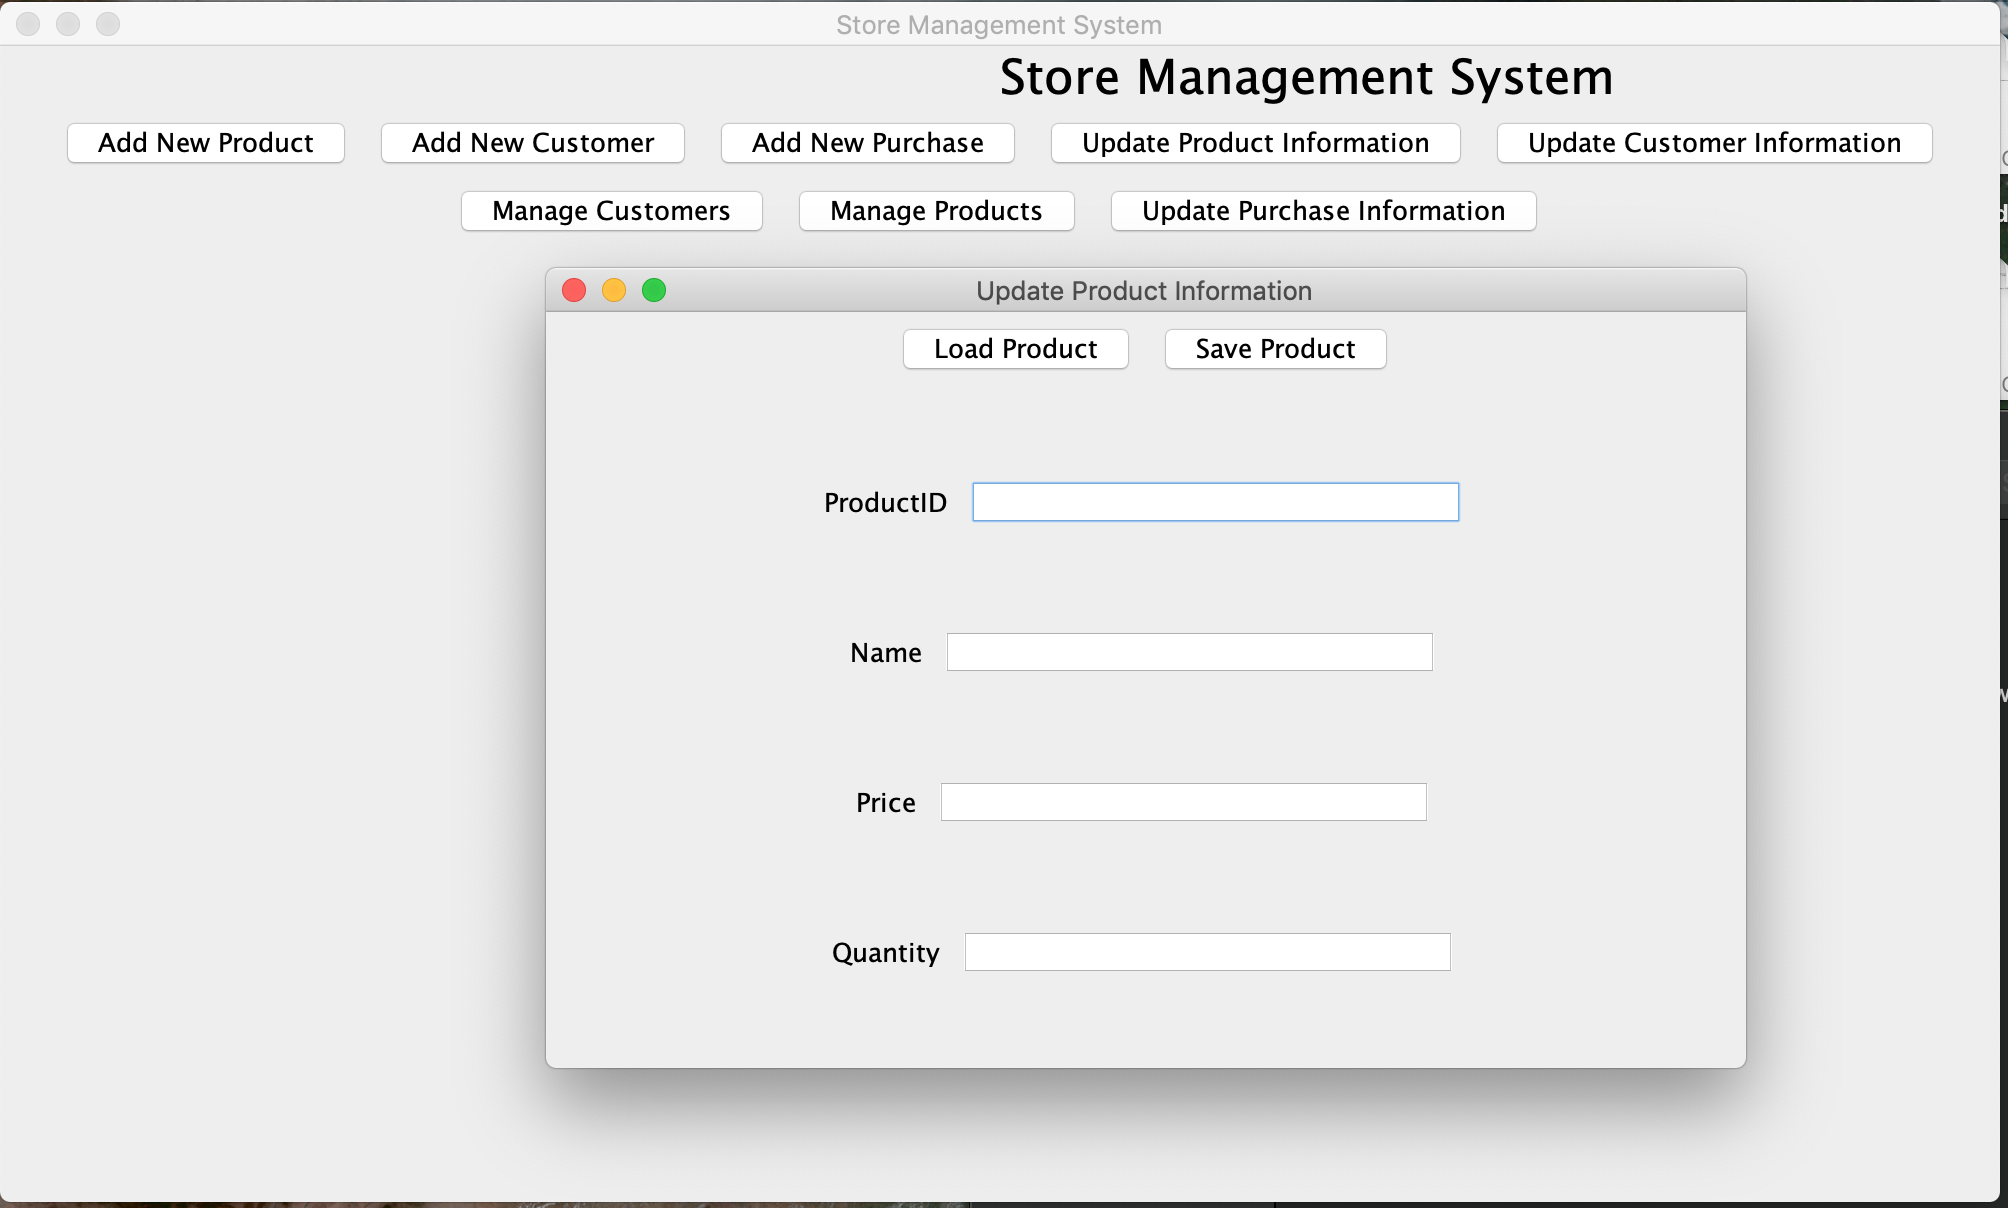 Store Management System
Store Management System
Add New Product Add New Customer Add New Purchase Update Product Information Update Customer Information
Manage Customers Manage Products Update Purchase Information
Update Product Information
Load Product Save Product
ProductID
Name
Price
Quantity